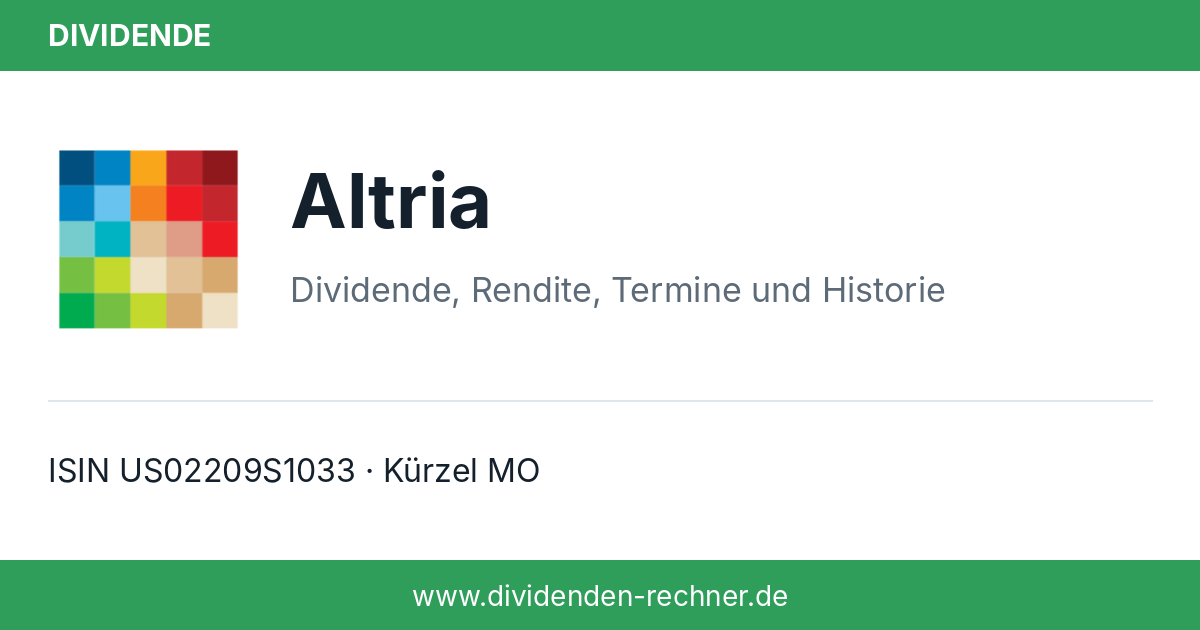 DIVIDENDE
Altria
Dividende, Rendite, Termine und Historie
ISIN US02209S1033 · Kürzel MO
www.dividenden-rechner.de